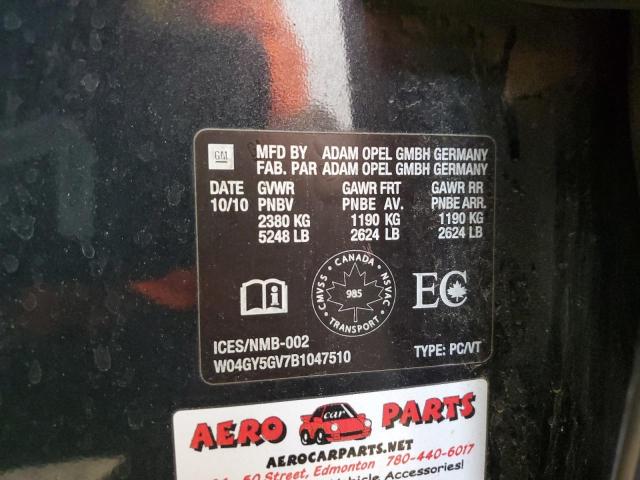 GM
MFD BY ADAM OPEL GMBH GERMANY
FAB. PAR ADAM OPEL GMBH GERMANY
DATE GVWR GAWR FRT GAWR RR
10/10 PNBV PNBE AV. PNBE ARR.
2380 KG 1190 KG 1190 KG
5248 LB 2624 LB 2624 LB
CANADA
CMVSS 985 NSVAC
TRANSPORT
EC
ICES/NMB-002
W04GY5GV7B1047510 TYPE: PC/VT
AERO car PARTS
AEROCARPARTS.NET
50 Street, Edmonton 780-440-6017
Vehicle Accessories!